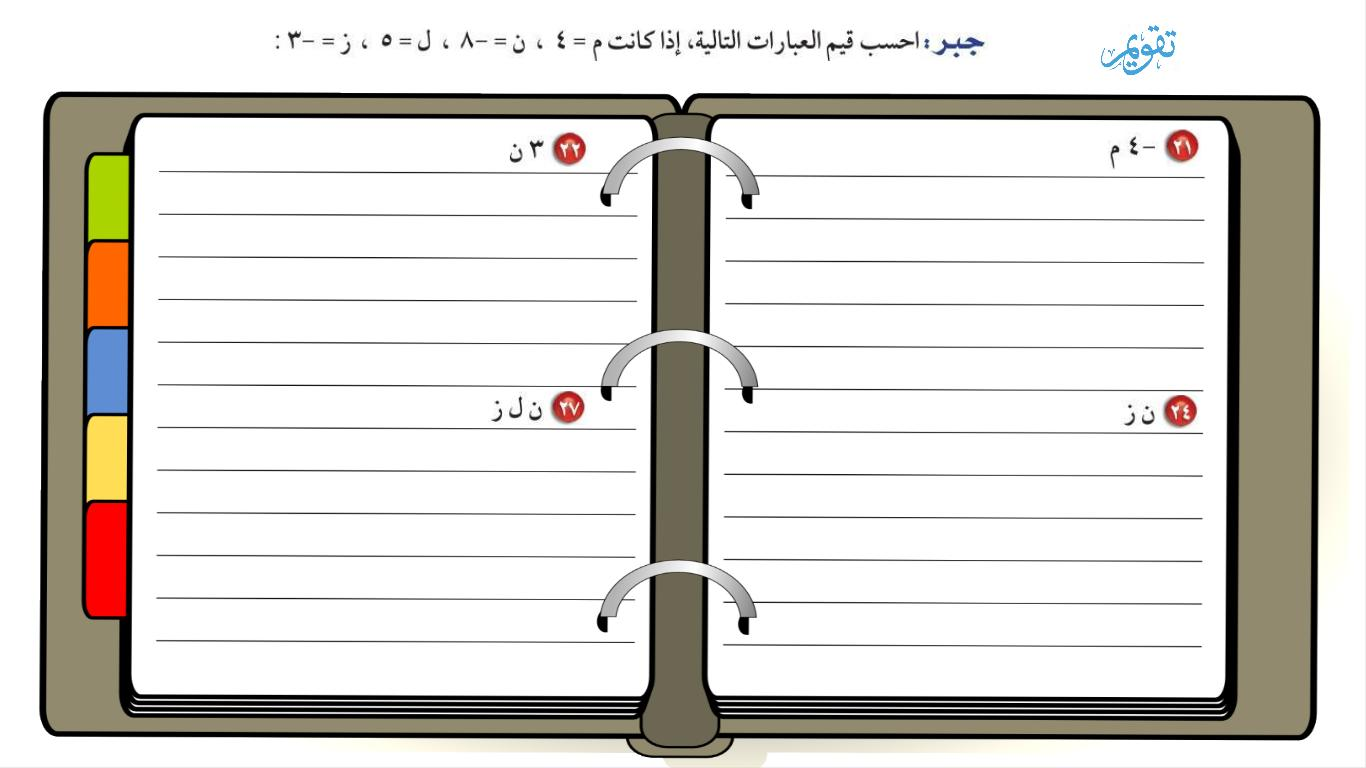 تقويم
جبر: احسب قيم العبارات التالية، إذا كانت م = ٤ ، ن = –٨ ، ل = ٥ ، ز = –٣ :
٢١ –٤ م
٢٢ ٣ ن
٢٤ ن ز
٢٧ ن ل ز